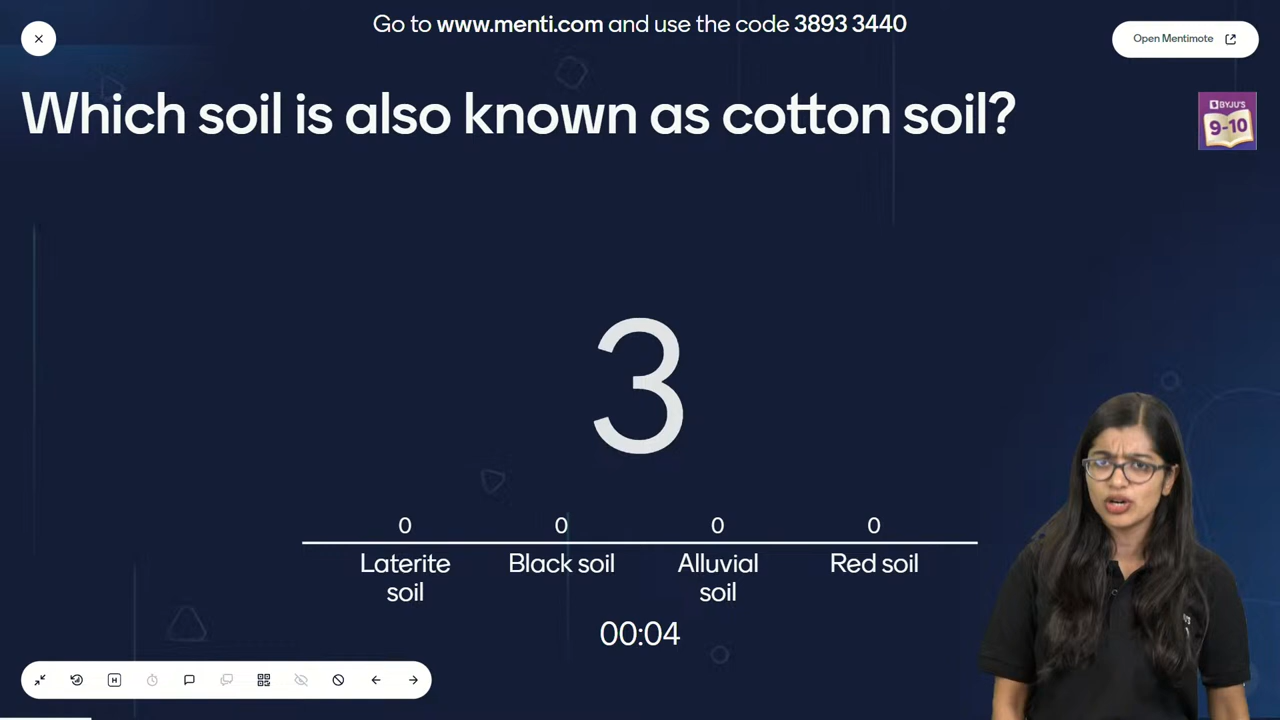 Go to www.menti.com and use the code 3893 3440
Open Mentimote
Which soil is also known as cotton soil?
BYJU'S
9-10
3
0 0 0 0
Laterite soil
Black soil
Alluvial soil
Red soil
00:04
H